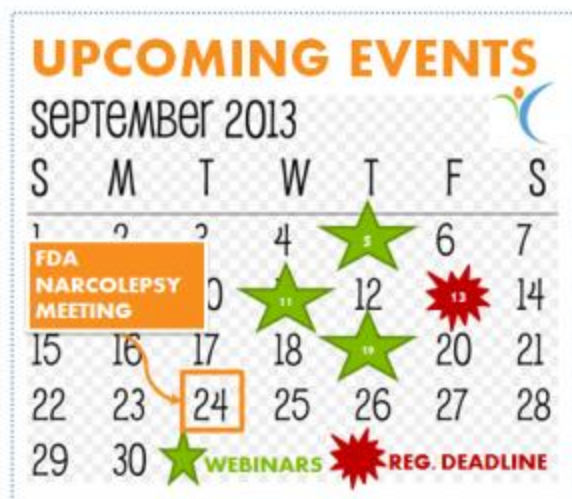 UPCOMING EVENTS
September 2013
S M T W T F S
1 2 3 4 5 6 7
FDA
NARCOLEPSY
MEETING
11 12 13 14
15 16 17 18 19 20 21
22 23 24 25 26 27 28
29 30 WEBINARS REG. DEADLINE